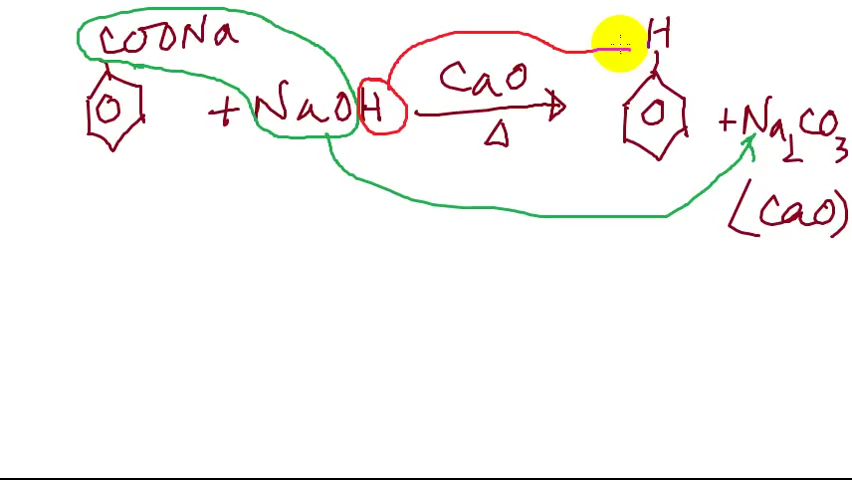 COONa H
+ NaOH CaO + Na2CO3
Δ
(CaO)